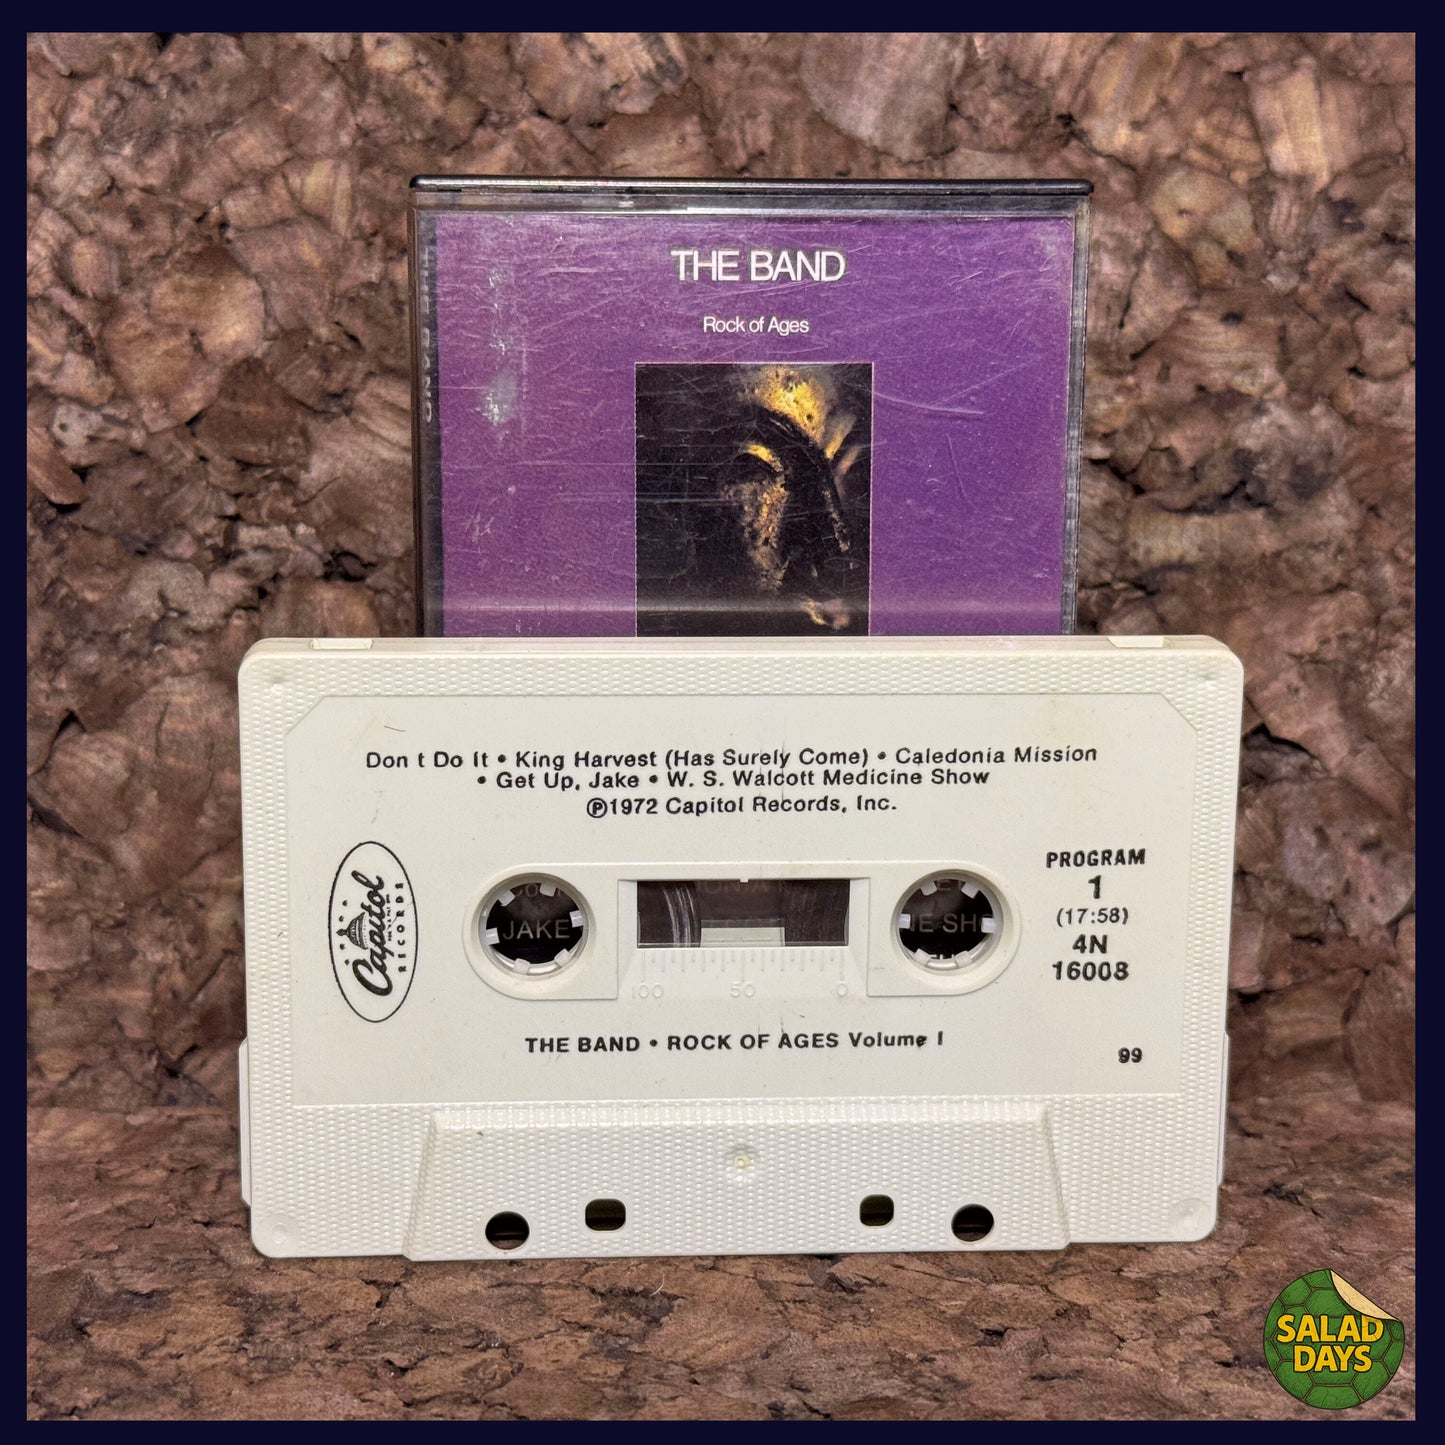 THE BAND
Rock of Ages
Don t Do It • King Harvest (Has Surely Come) • Caledonia Mission
• Get Up, Jake • W. S. Walcott Medicine Show
℗1972 Capitol Records, Inc.
Capitol
RECORDS
JAKE
PROGRAM
1
(17:58)
4N
16008
100 50 0
THE BAND • ROCK OF AGES Volume I
99
SALAD
DAYS